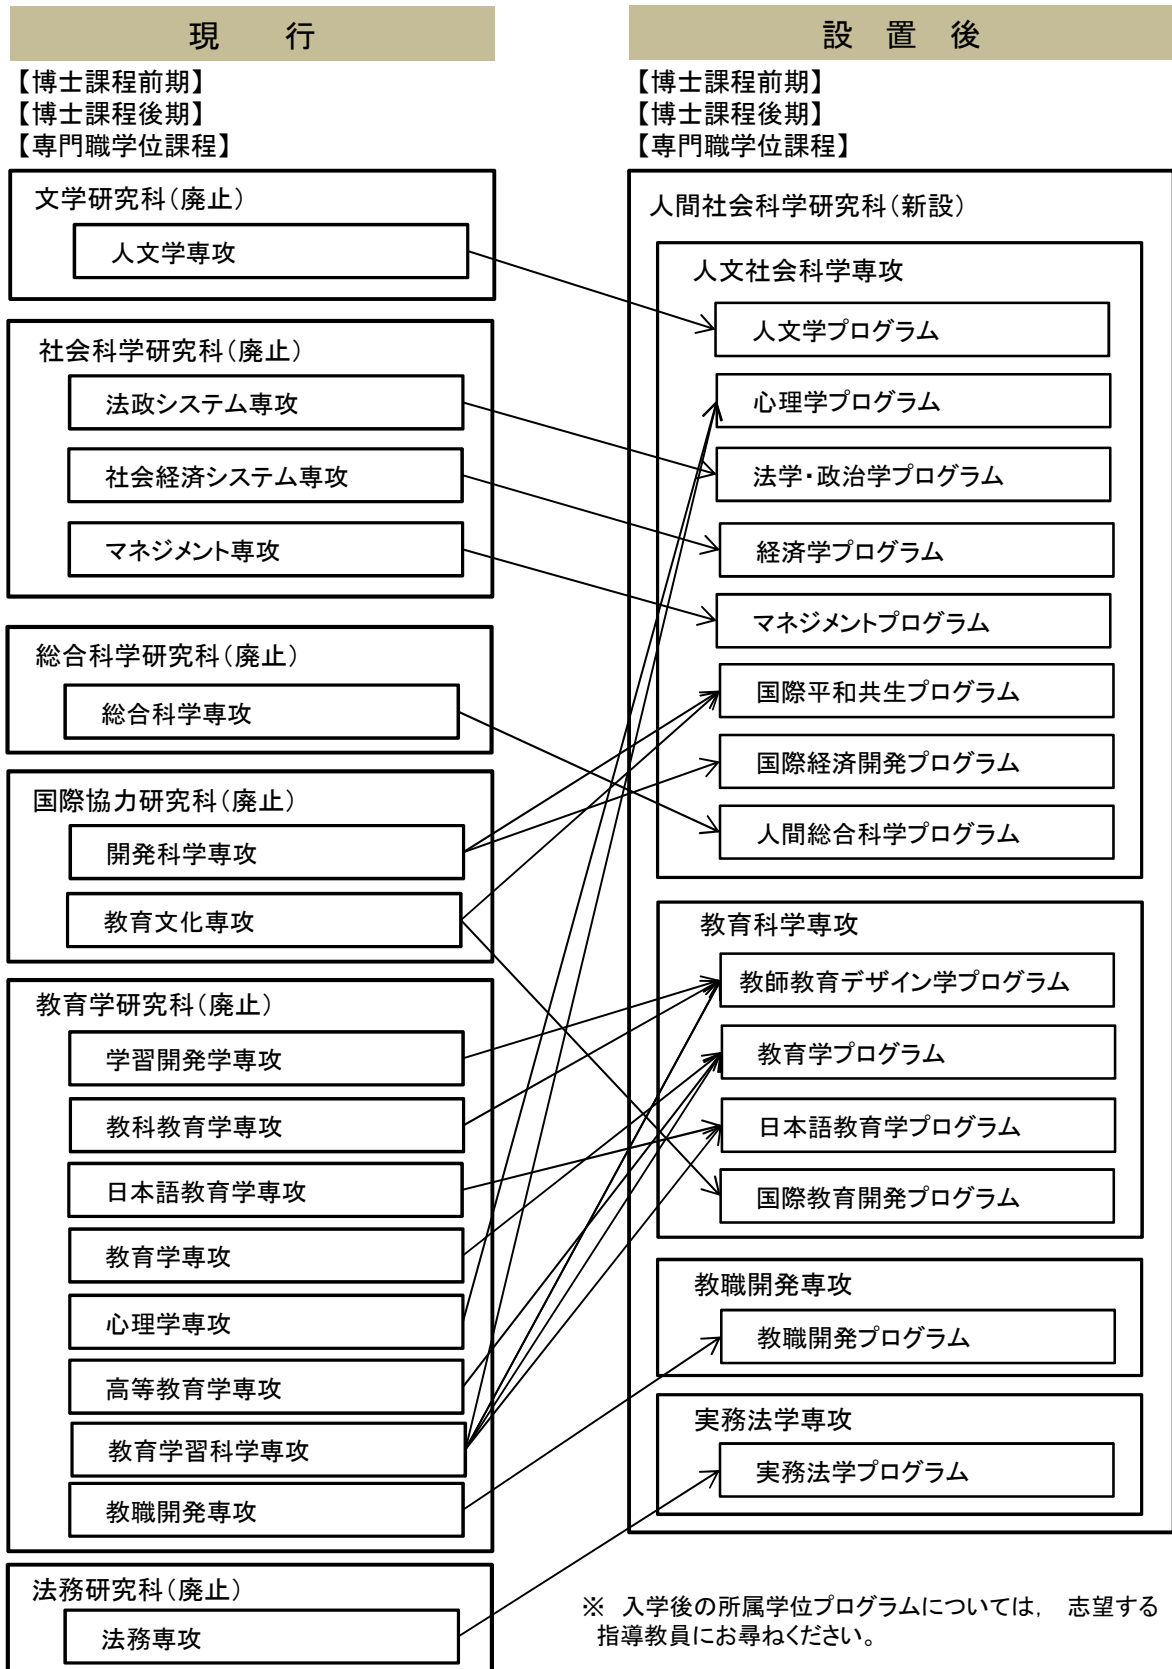 現　行
【博士課程前期】
【博士課程後期】
【専門職学位課程】
文学研究科（廃止）
人文学専攻
社会科学研究科（廃止）
法政システム専攻
社会経済システム専攻
マネジメント専攻
総合科学研究科（廃止）
総合科学専攻
国際協力研究科（廃止）
開発科学専攻
教育文化専攻
教育学研究科（廃止）
学習開発学専攻
教科教育学専攻
日本語教育学専攻
教育学専攻
心理学専攻
高等教育学専攻
教育学習科学専攻
教職開発専攻
法務研究科（廃止）
法務専攻
設　置　後
【博士課程前期】
【博士課程後期】
【専門職学位課程】
人間社会科学研究科（新設）
人文社会科学専攻
人文学プログラム
心理学プログラム
法学・政治学プログラム
経済学プログラム
マネジメントプログラム
国際平和共生プログラム
国際経済開発プログラム
人間総合科学プログラム
教育科学専攻
教師教育デザイン学プログラム
教育学プログラム
日本語教育学プログラム
国際教育開発プログラム
教職開発専攻
教職開発プログラム
実務法学専攻
実務法学プログラム
※　入学後の所属学位プログラムについては，　志望する
指導教員にお尋ねください。